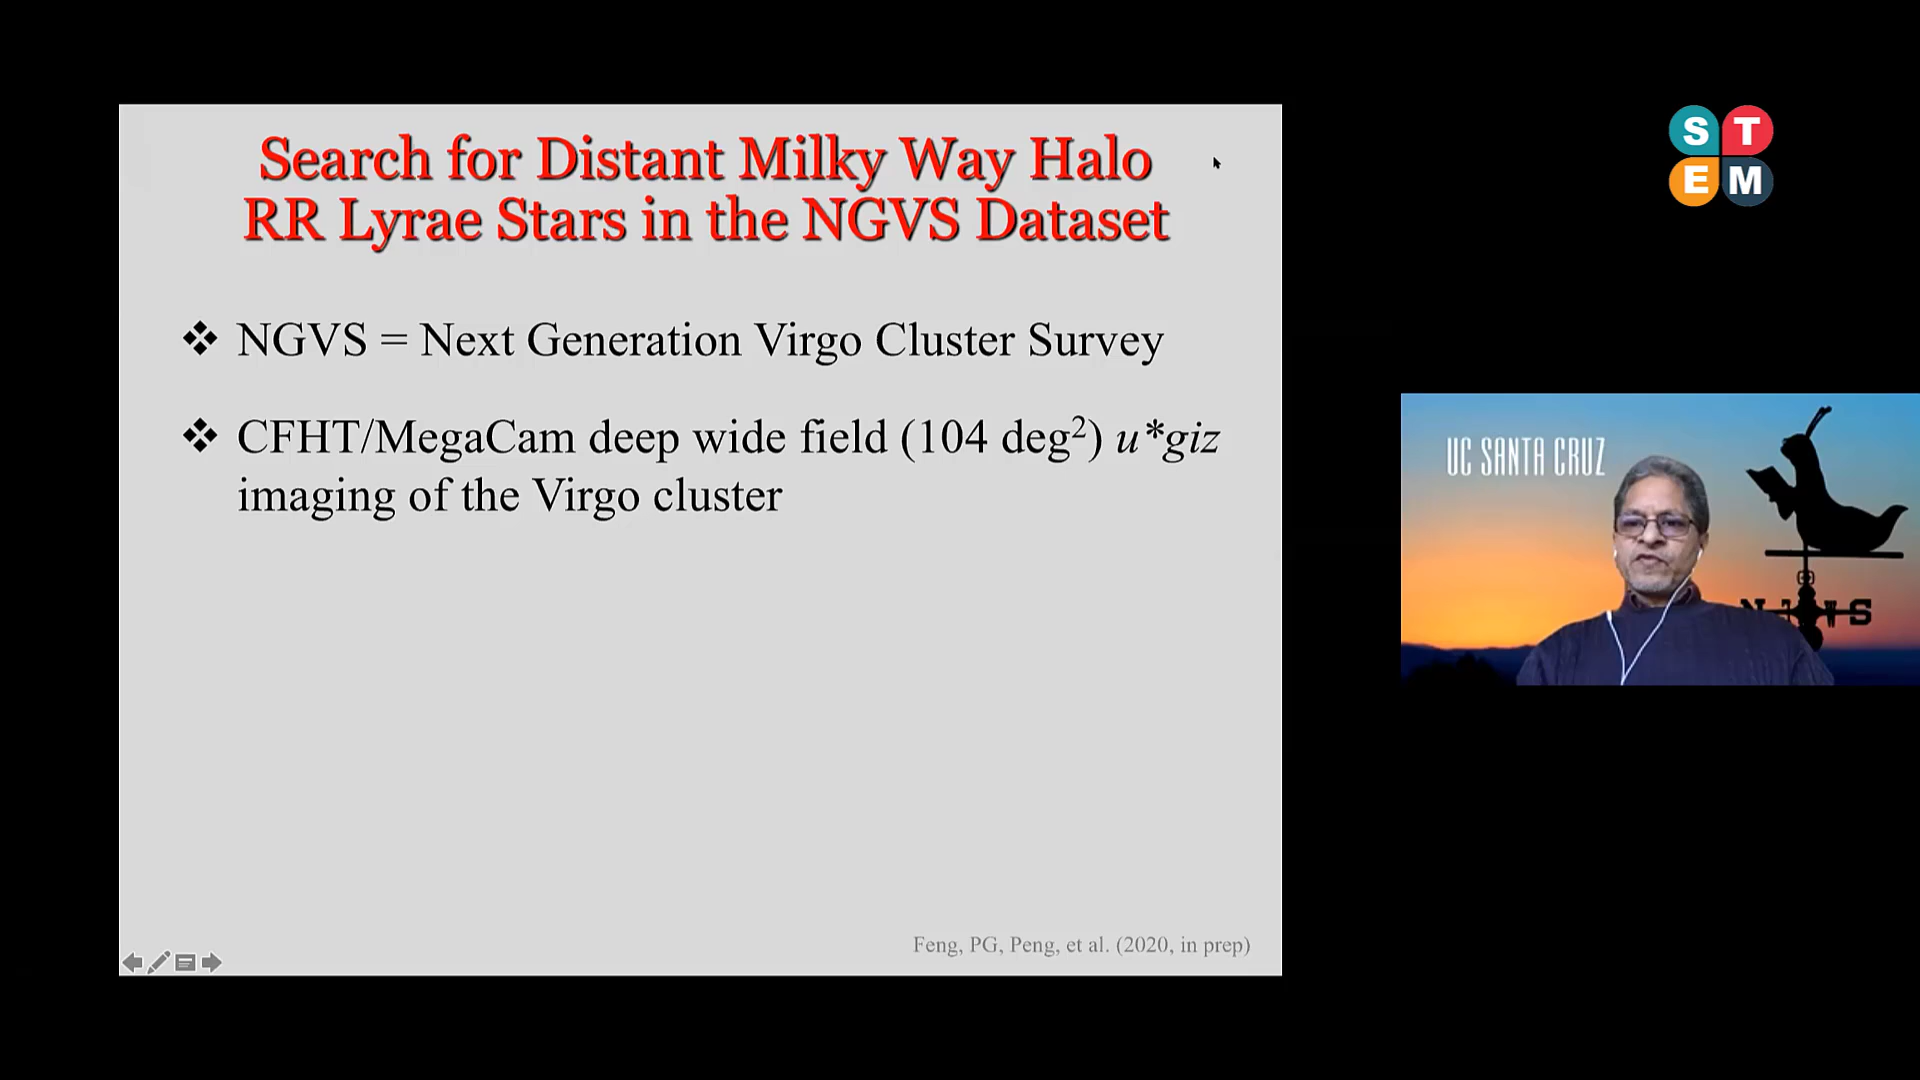 Search for Distant Milky Way Halo
RR Lyrae Stars in the NGVS Dataset
❖ NGVS = Next Generation Virgo Cluster Survey
❖ CFHT/MegaCam deep wide field (104 deg²) u*giz
imaging of the Virgo cluster
Feng, PG, Peng, et al. (2020, in prep)
S T
E M
UC SANTA CRUZ
N W S